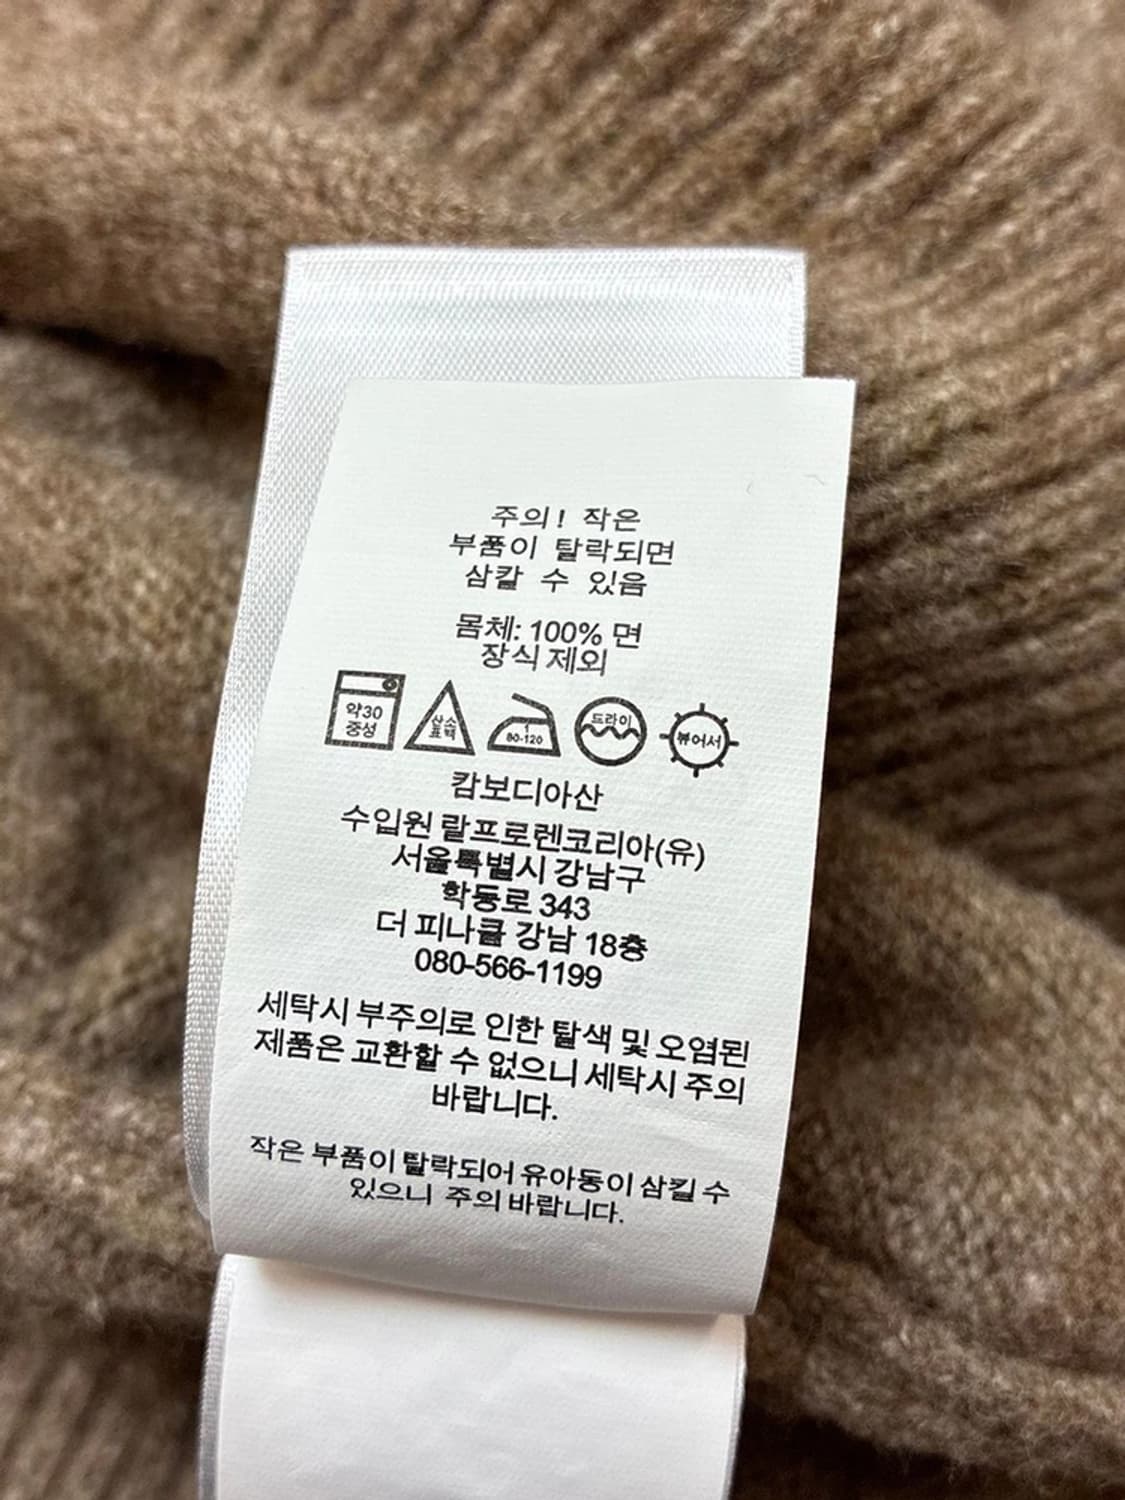 주의! 작은
부품이 탈락되면
삼칼 수 있음
몸체: 100% 면
장식 제외
약30
중성
산소
표백
1
80-120
드라이
뉴어서
캄보디아산
수입원 랄프로렌코리아(유)
서울특별시 강남구
학동로 343
더 피나클 강남 18층
080-566-1199
세탁시 부주의로 인한 탈색 및 오염된
제품은 교환할 수 없으니 세탁시 주의
바랍니다.
작은 부품이 탈락되어 유아동이 삼킬 수
있으니 주의 바랍니다.